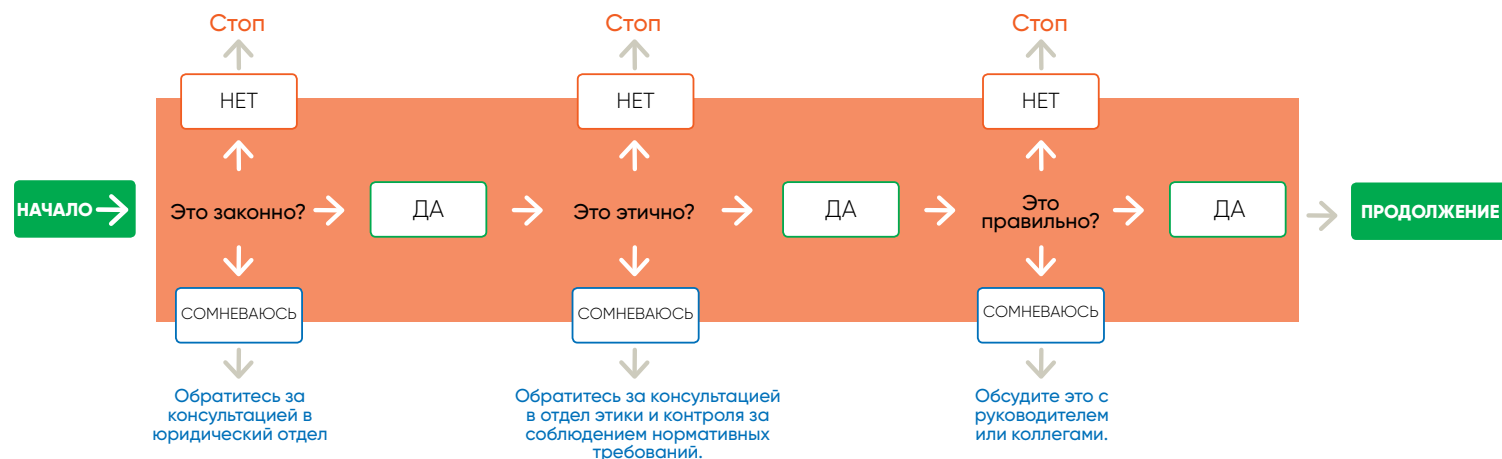 Стоп
Стоп
Стоп
НЕТ
НЕТ
НЕТ
НАЧАЛО
Это законно?
ДА
Это этично?
ДА
Это
правильно?
ДА
ПРОДОЛЖЕНИЕ
СОМНЕВАЮСЬ
СОМНЕВАЮСЬ
СОМНЕВАЮСЬ
Обратитесь за
консультацией в
юридический отдел
Обратитесь за консультацией
в отдел этики и контроля за
соблюдением нормативных
требований.
Обсудите это с
руководителем
или коллегами.